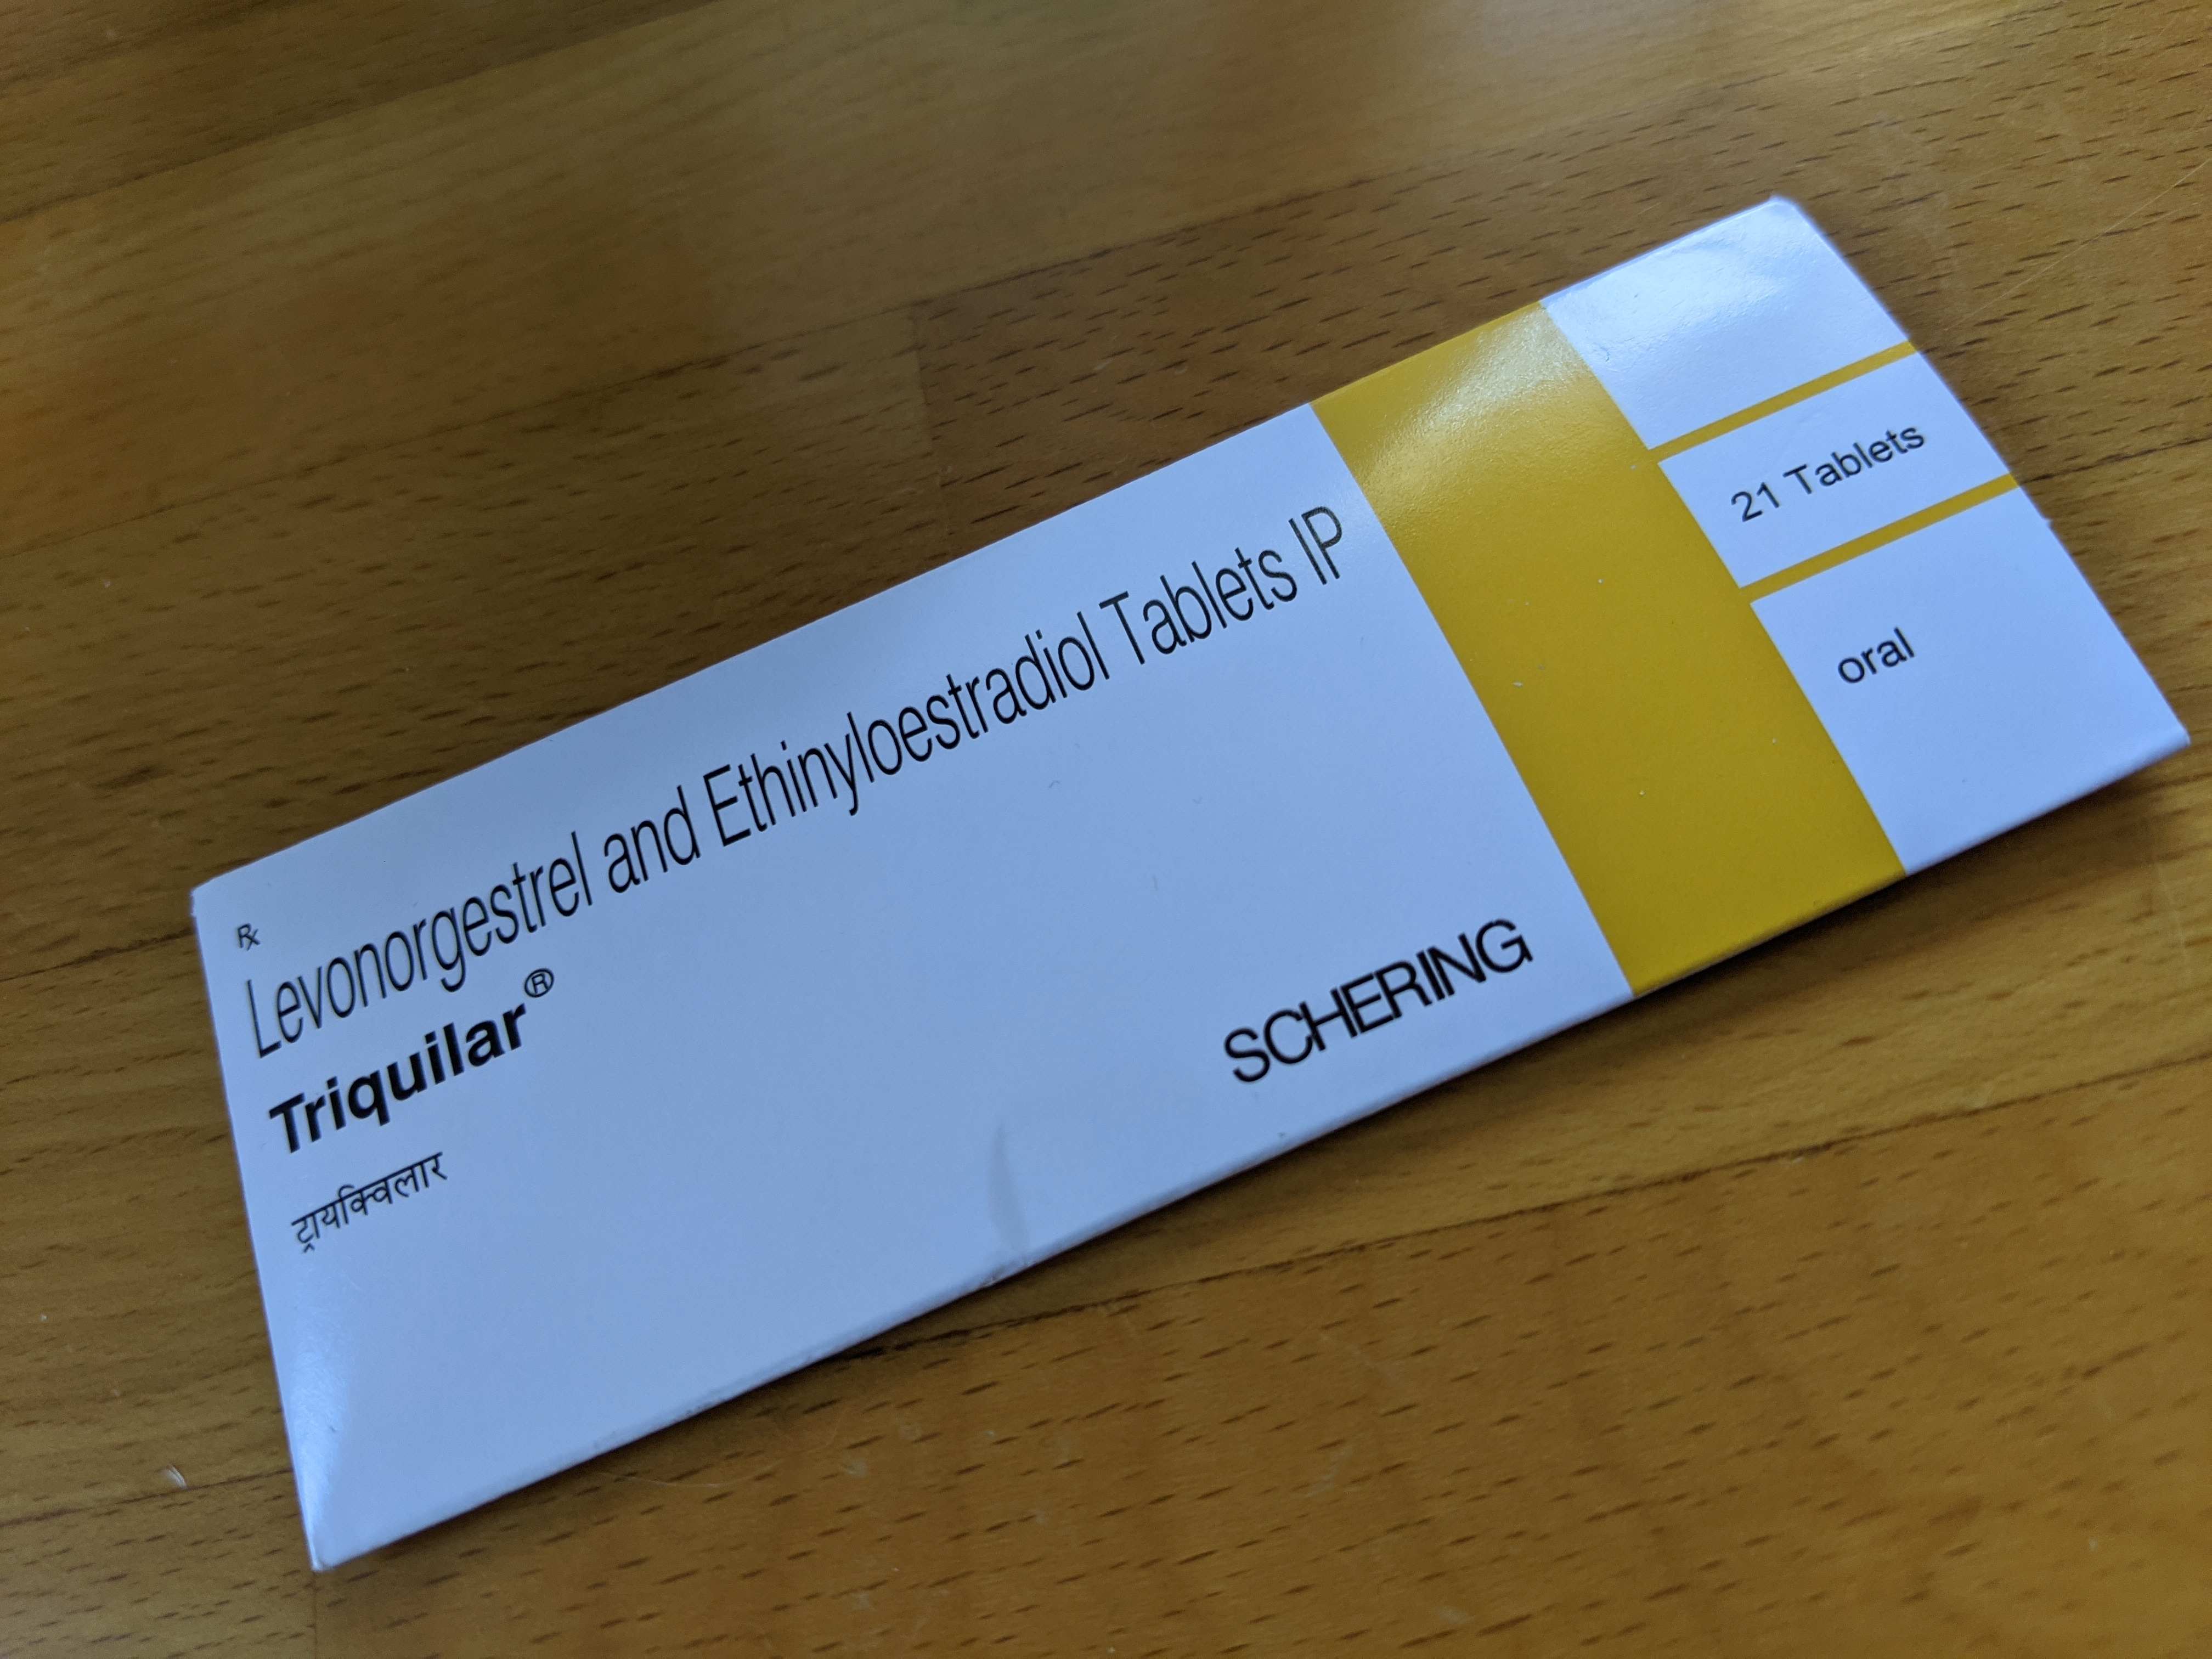 ℞
Levonorgestrel and Ethinyloestradiol Tablets IP
Triquilar®
ट्रायक्विलार
SCHERING
21 Tablets
oral